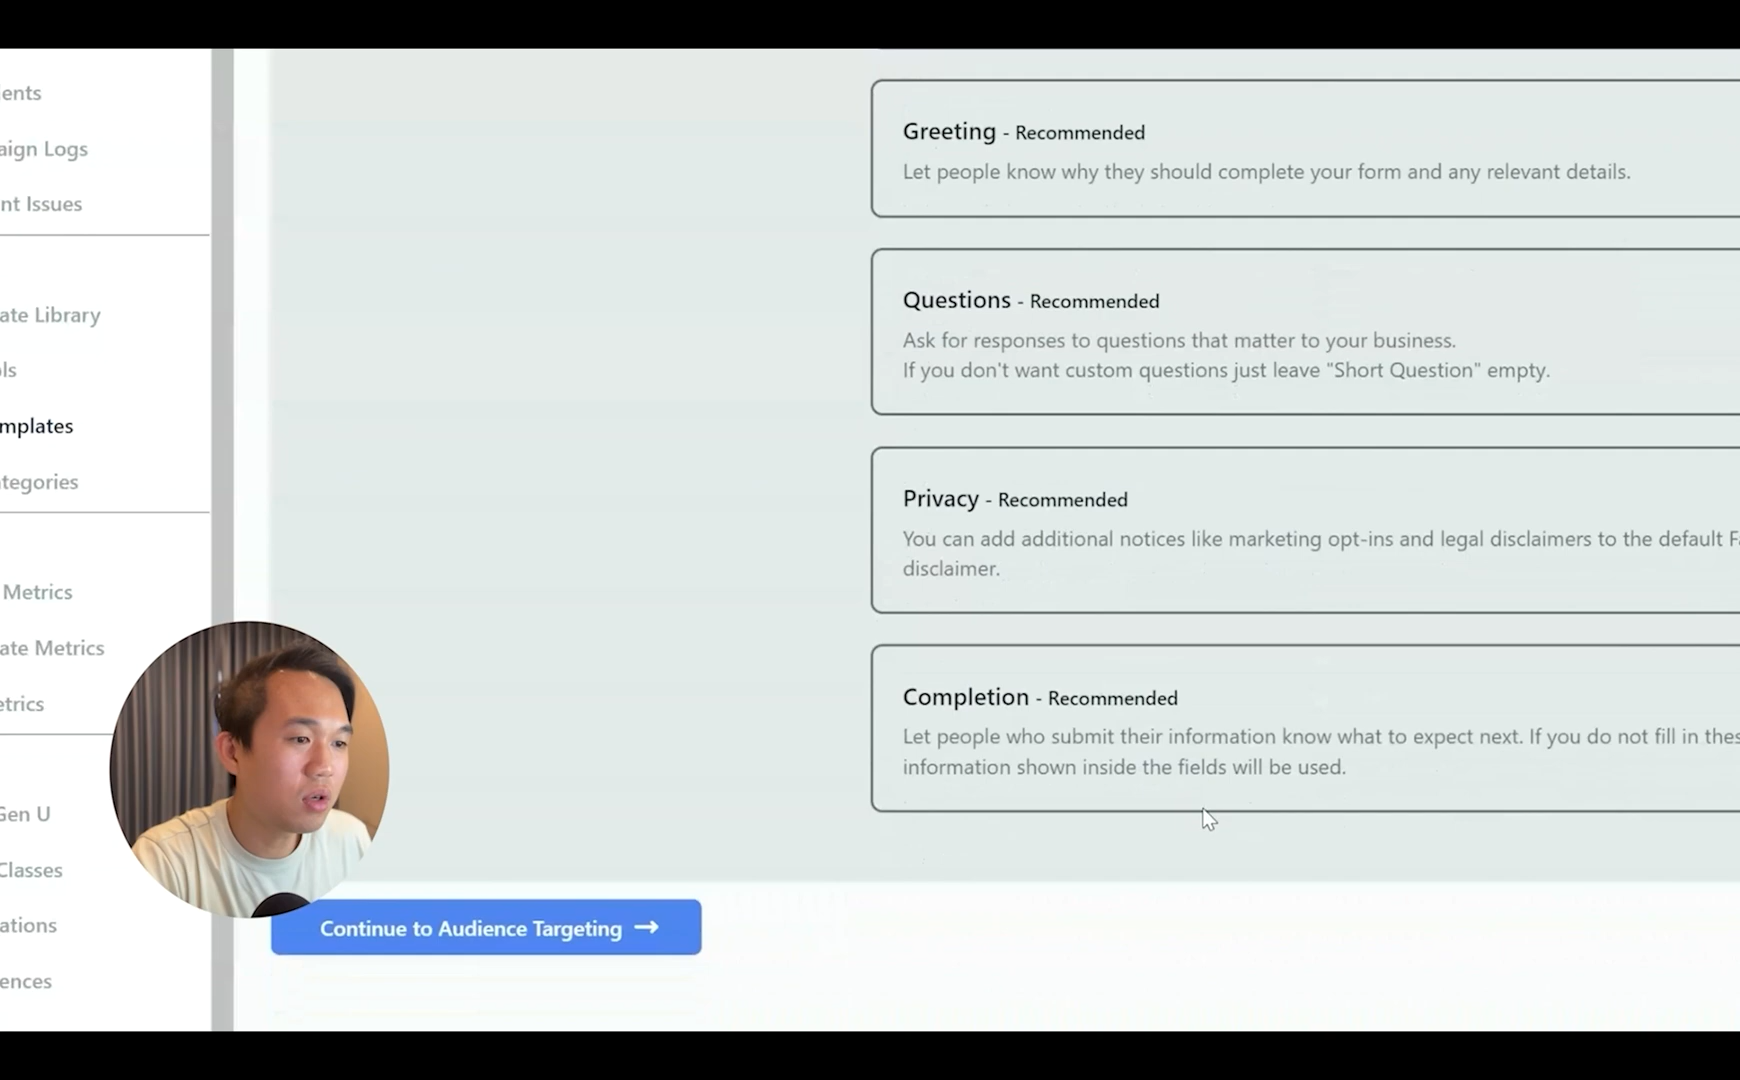 ents
aign Logs
nt Issues
ate Library
ls
mplates
tegories
Metrics
ate Metrics
etrics
Gen U
Classes
ations
ences
Greeting - Recommended
Let people know why they should complete your form and any relevant details.
Questions - Recommended
Ask for responses to questions that matter to your business.
If you don't want custom questions just leave "Short Question" empty.
Privacy - Recommended
You can add additional notices like marketing opt-ins and legal disclaimers to the default Fa
disclaimer.
Completion - Recommended
Let people who submit their information know what to expect next. If you do not fill in thes
information shown inside the fields will be used.
Continue to Audience Targeting →